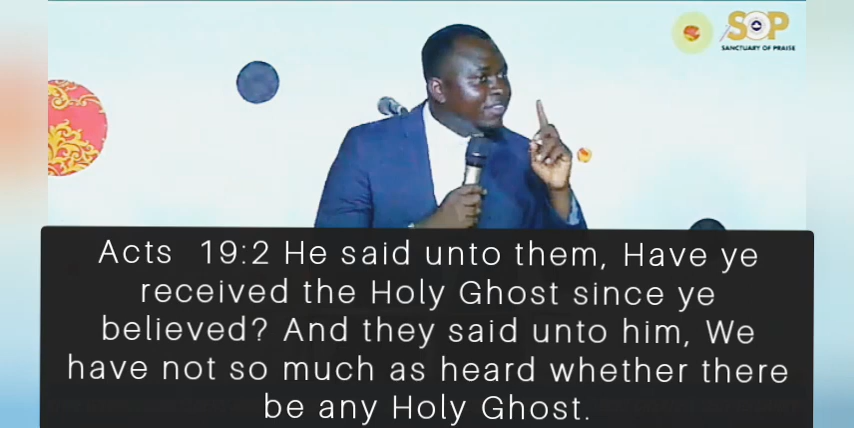 SOP
SANCTUARY OF PRAISE
Acts 19:2 He said unto them, Have ye
received the Holy Ghost since ye
believed? And they said unto him, We
have not so much as heard whether there
be any Holy Ghost.